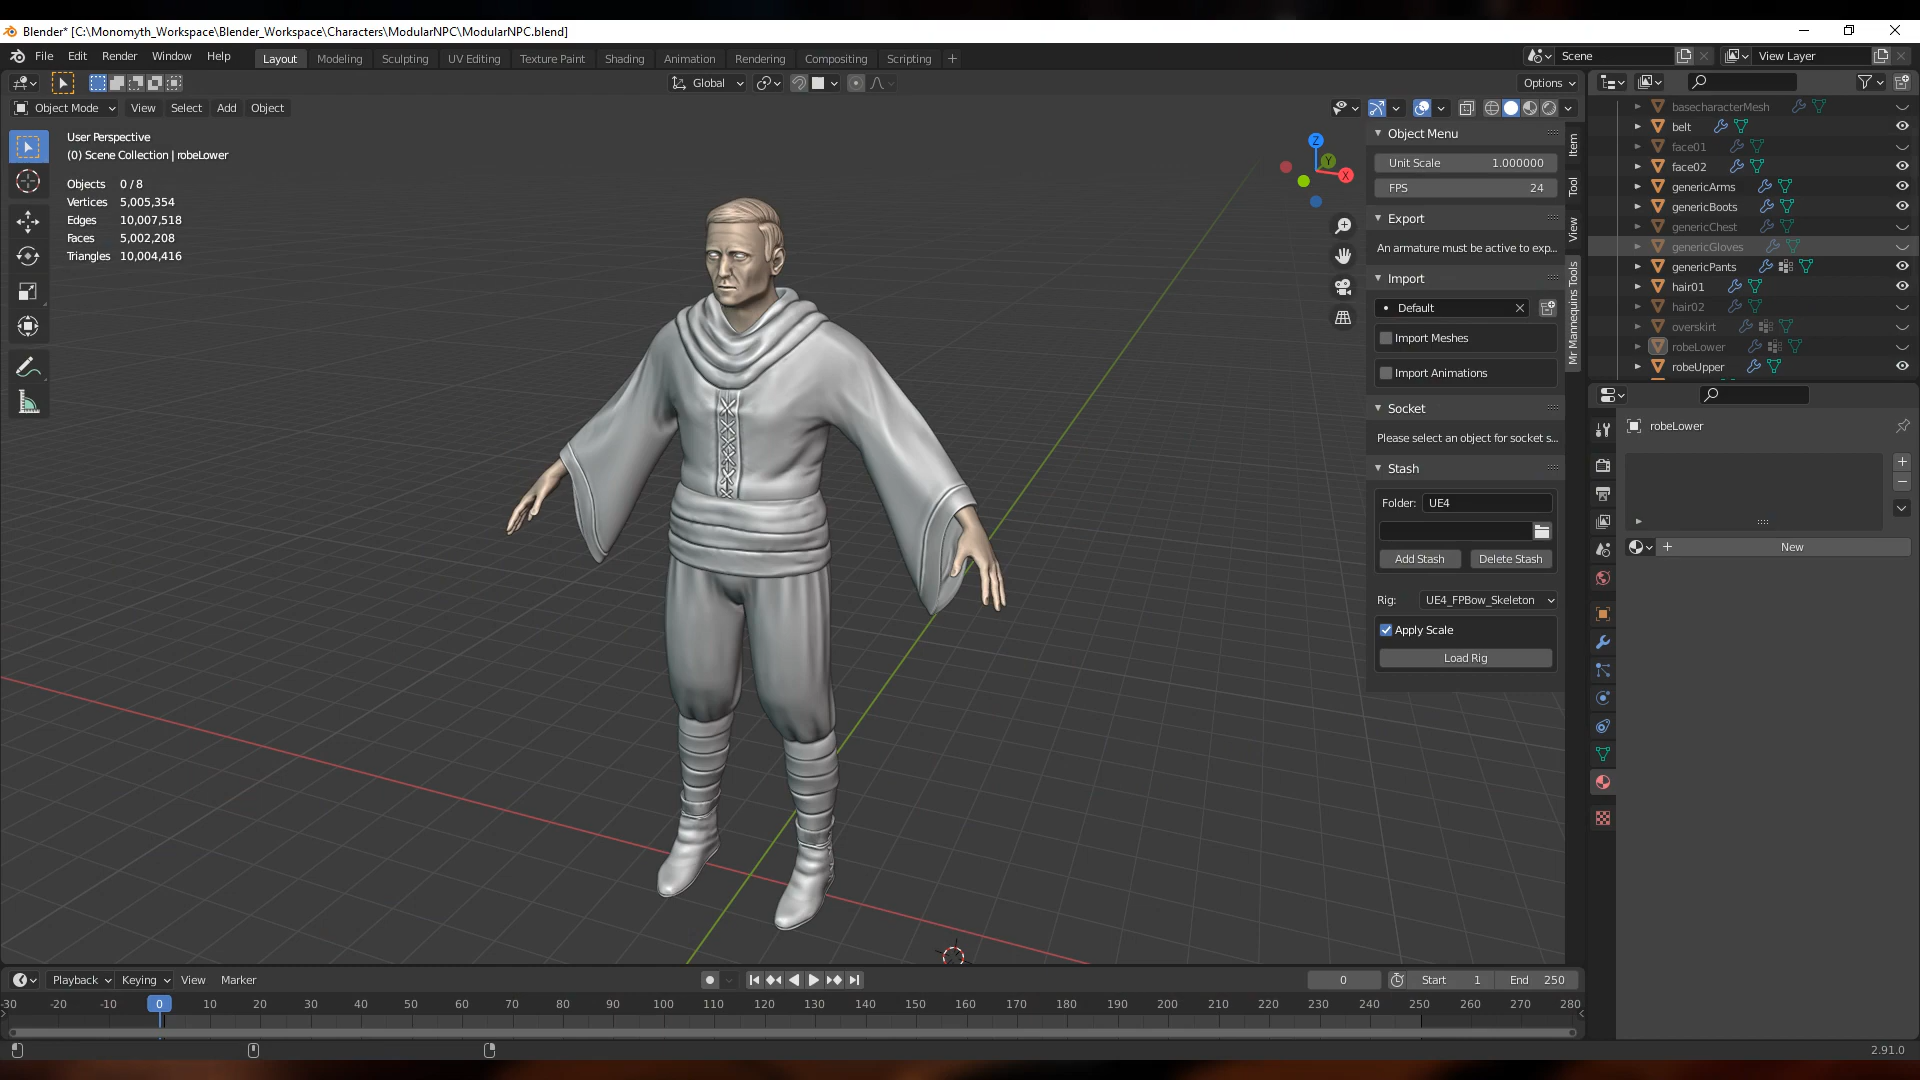 Blender* [C:\Monomyth_Workspace\Blender_Workspace\Characters\ModularNPC\ModularNPC.blend]
File Edit Render Window Help
Layout Modeling Sculpting UV Editing Texture Paint Shading Animation Rendering Compositing Scripting +
Scene
View Layer
Global
Options
Object Mode View Select Add Object
User Perspective
(0) Scene Collection | robeLower
Objects 0 / 8
Vertices 5,005,354
Edges 10,007,518
Faces 5,002,208
Triangles 10,004,416
Z
Y
X
Object Menu
Unit Scale 1.000000
FPS 24
Export
An armature must be active to exp...
Import
Default
Import Meshes
Import Animations
Socket
Please select an object for socket s...
Stash
Folder: UE4
Add Stash Delete Stash
Rig: UE4_FPBow_Skeleton
Apply Scale
Load Rig
Item
Tool
View
Mr Mannequins Tools
basecharacterMesh
belt
face01
face02
genericArms
genericBoots
genericChest
genericGloves
genericPants
hair01
hair02
overskirt
robeLower
robeUpper
robeLower
New
Playback Keying View Marker
0 Start 1 End 250
-30 -20 -10 0 10 20 30 40 50 60 70 80 90 100 110 120 130 140 150 160 170 180 190 200 210 220 230 240 250 260 270 280
2.91.0